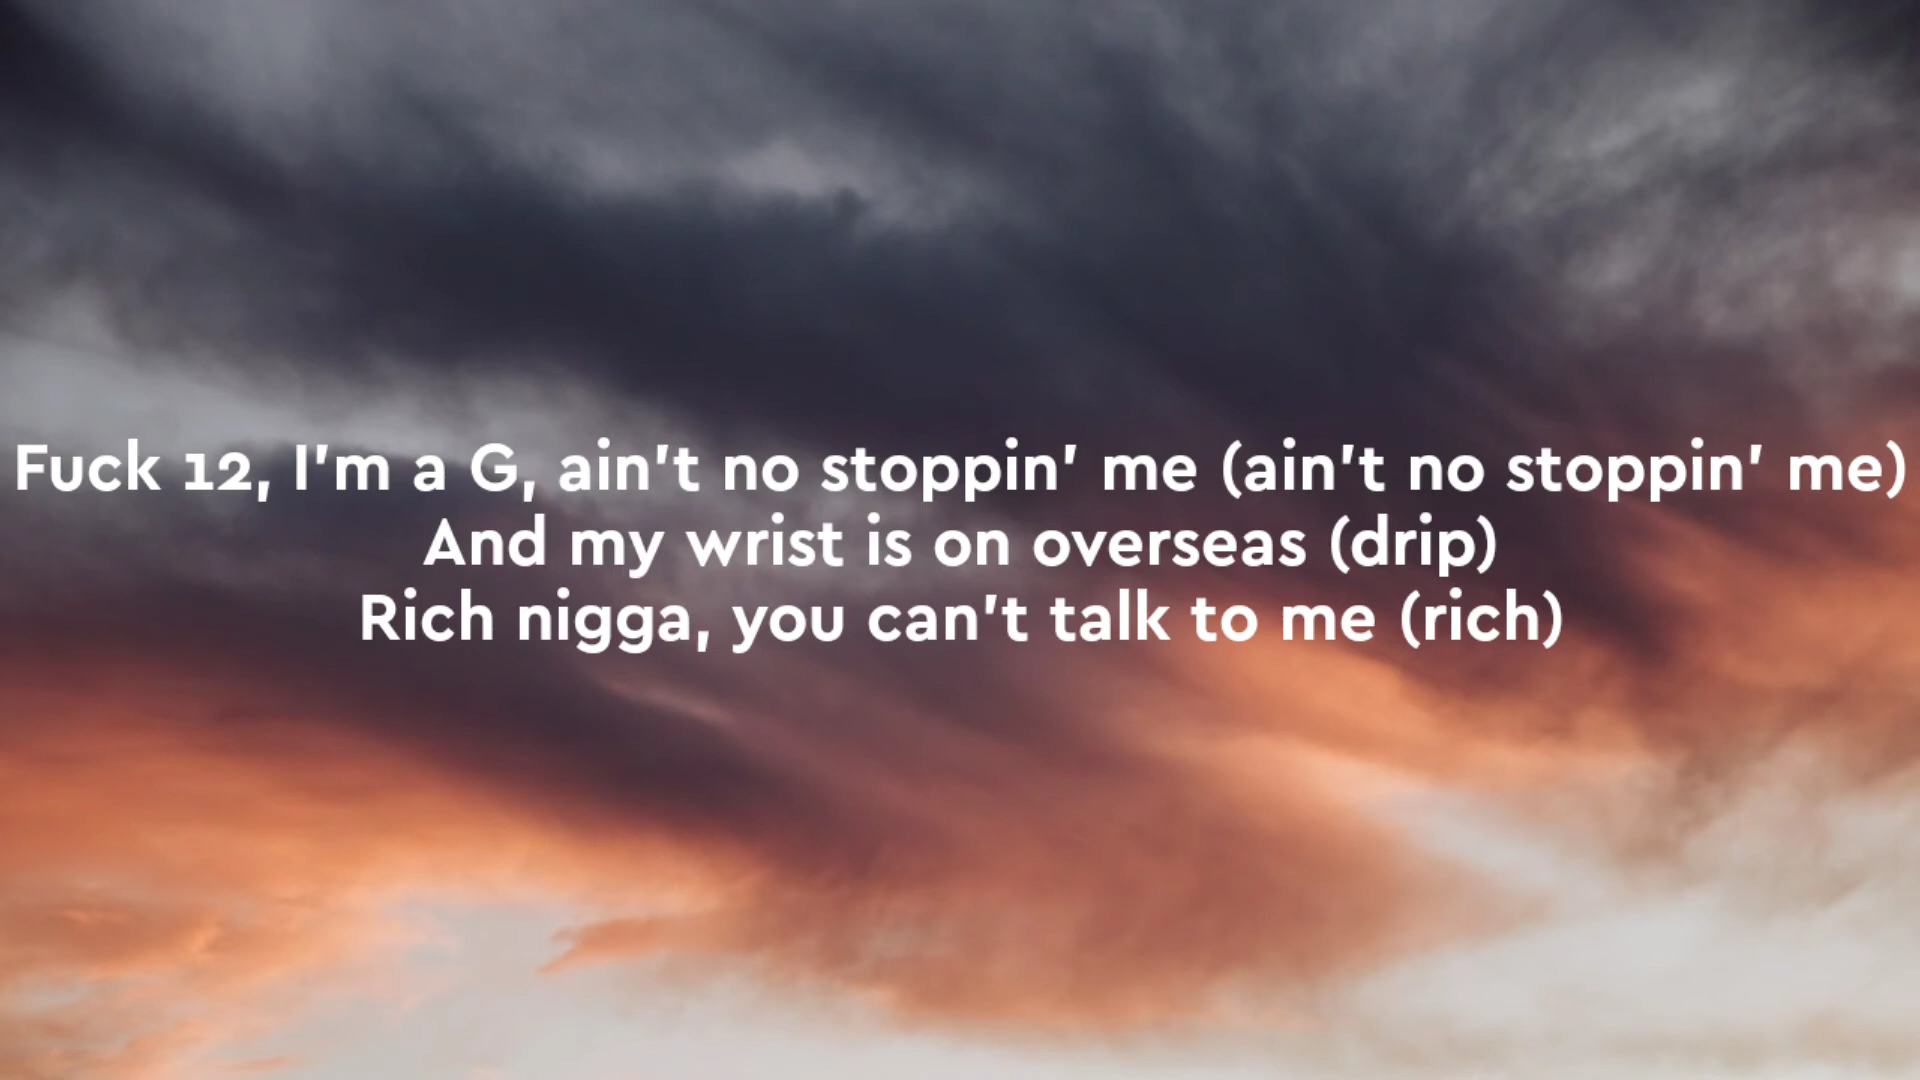 Fuck 12, I'm a G, ain't no stoppin' me (ain't no stoppin' me)
And my wrist is on overseas (drip)
Rich nigga, you can't talk to me (rich)